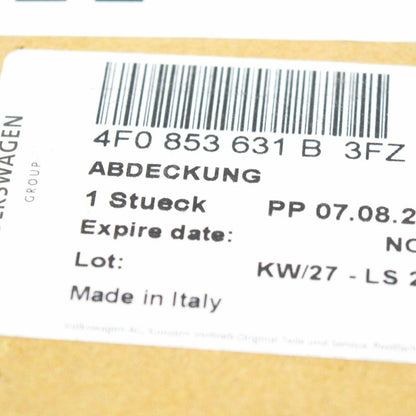 4F0 853 631 B 3FZ
ABDECKUNG
1 Stueck PP 07.08.2
Expire date: NO
Lot: KW/27 - LS 2
Made in Italy
GROUP